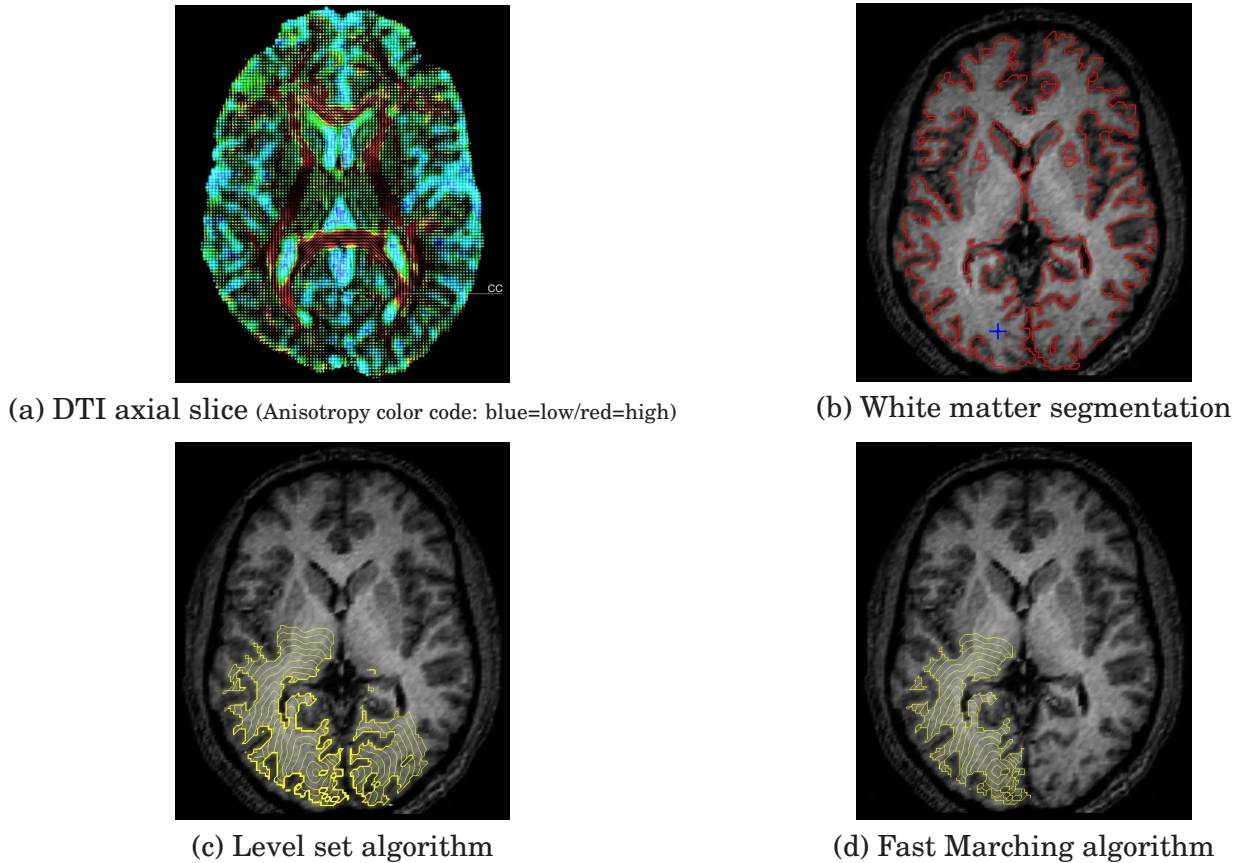 CC
(a) DTI axial slice (Anisotropy color code: blue=low/red=high)
(b) White matter segmentation
(c) Level set algorithm
(d) Fast Marching algorithm